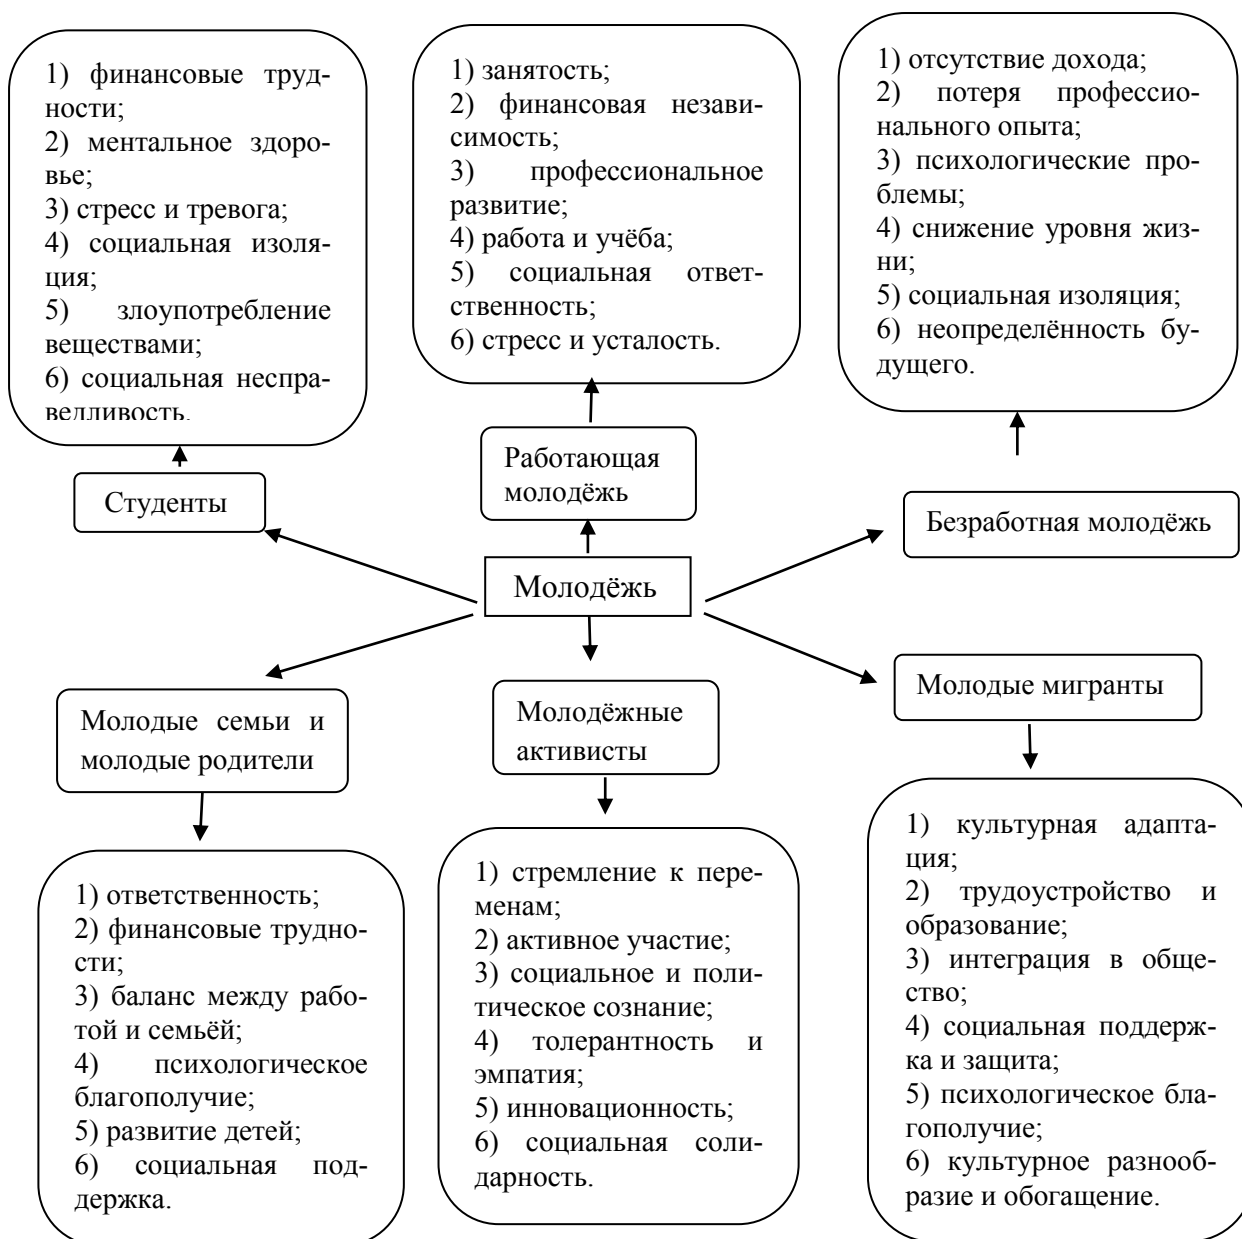 1) финансовые труд-
ности;
2) ментальное здоро-
вье;
3) стресс и тревога;
4) социальная изоля-
ция;
5) злоупотребление
веществами;
6) социальная неспра-
ведливость.
1) занятость;
2) финансовая незави-
симость;
3) профессиональное
развитие;
4) работа и учёба;
5) социальная ответ-
ственность;
6) стресс и усталость.
1) отсутствие дохода;
2) потеря профессио-
нального опыта;
3) психологические про-
блемы;
4) снижение уровня жиз-
ни;
5) социальная изоляция;
6) неопределённость бу-
дущего.
Студенты
Работающая
молодёжь
Безработная молодёжь
Молодёжь
Молодые семьи и
молодые родители
Молодёжные
активисты
Молодые мигранты
1) ответственность;
2) финансовые трудно-
сти;
3) баланс между рабо-
той и семьёй;
4) психологическое
благополучие;
5) развитие детей;
6) социальная под-
держка.
1) стремление к пере-
менам;
2) активное участие;
3) социальное и поли-
тическое сознание;
4) толерантность и
эмпатия;
5) инновационность;
6) социальная соли-
дарность.
1) культурная адапта-
ция;
2) трудоустройство и
образование;
3) интеграция в обще-
ство;
4) социальная поддерж-
ка и защита;
5) психологическое бла-
гополучие;
6) культурное разнооб-
разие и обогащение.